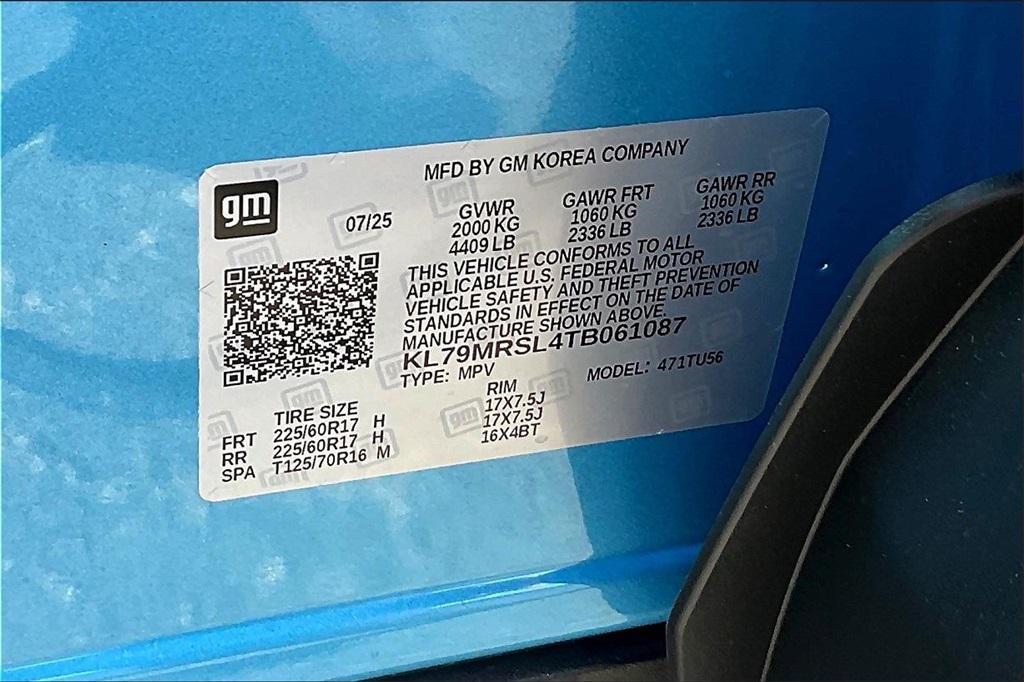 MFD BY GM KOREA COMPANY
gm
07/25 GVWR GAWR FRT GAWR RR
2000 KG 1060 KG 1060 KG
4409 LB 2336 LB 2336 LB
THIS VEHICLE CONFORMS TO ALL
APPLICABLE U.S. FEDERAL MOTOR
VEHICLE SAFETY AND THEFT PREVENTION
STANDARDS IN EFFECT ON THE DATE OF
MANUFACTURE SHOWN ABOVE.
KL79MRSL4TB061087
TYPE: MPV MODEL: 471TU56
TIRE SIZE RIM
FRT 225/60R17 H 17X7.5J
RR 225/60R17 H 17X7.5J
SPA T125/70R16 M 16X4BT